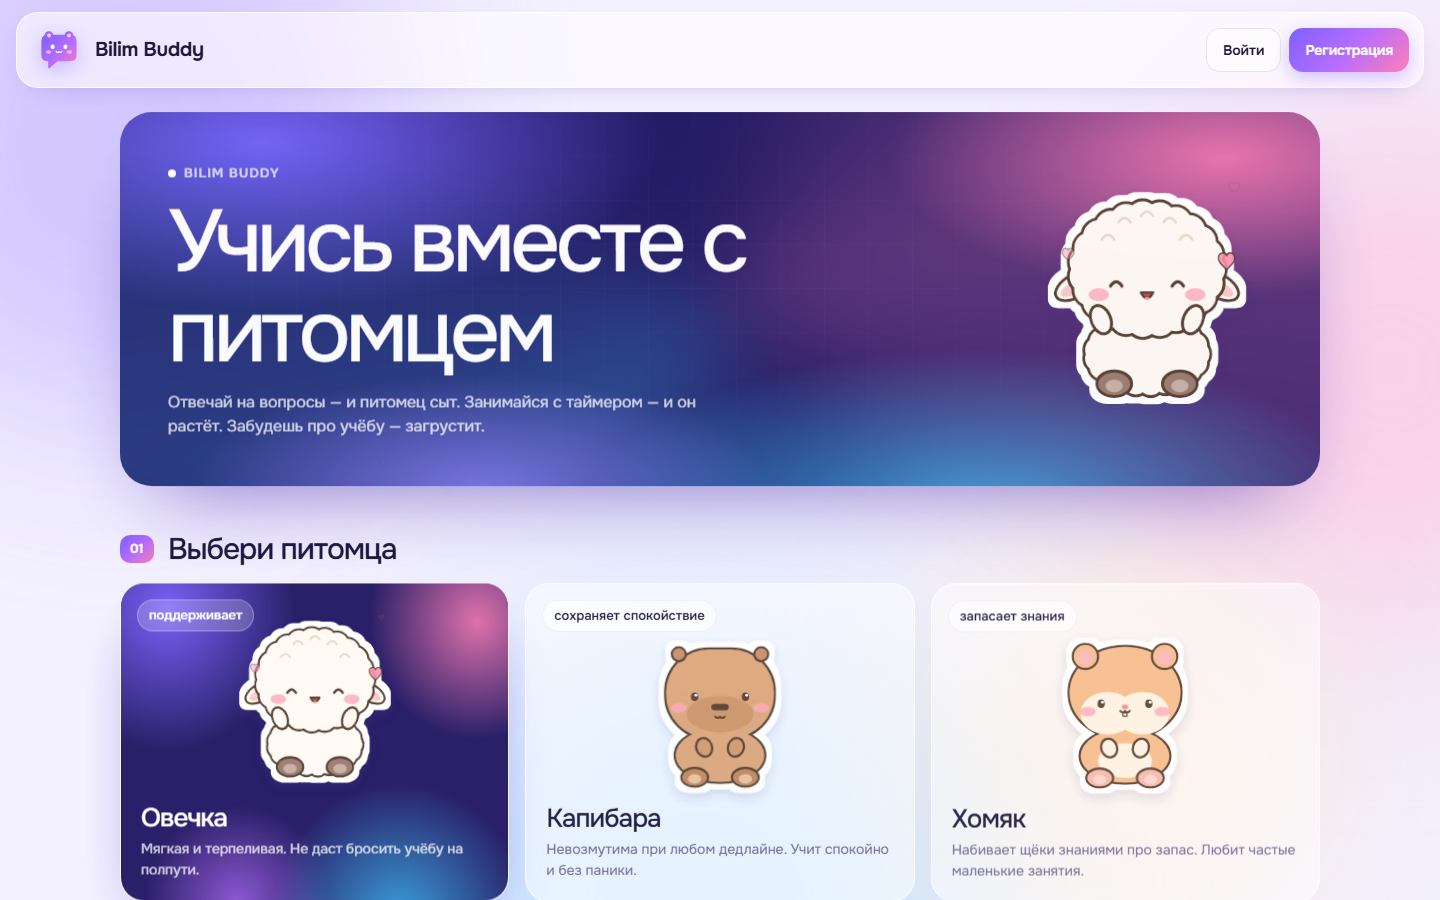 Bilim Buddy
Войти
Регистрация
BILIM BUDDY
Учись вместе с
питомцем
Отвечай на вопросы — и питомец сыт. Занимайся с таймером — и он
растёт. Забудешь про учёбу — загрустит.
01
Выбери питомца
поддерживает
Овечка
Мягкая и терпеливая. Не даст бросить учёбу на
полпути.
сохраняет спокойствие
Капибара
Невозмутима при любом дедлайне. Учит спокойно
и без паники.
запасает знания
Хомяк
Набивает щёки знаниями про запас. Любит частые
маленькие занятия.